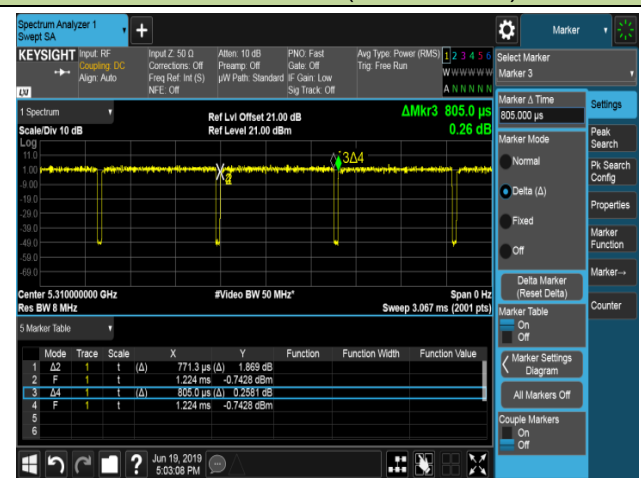 Spectrum Analyzer 1
Swept SA
+
Marker
KEYSIGHT Input: RF
Coupling: DC
Align: Auto
Input Z: 50 Ω
Corrections: Off
Freq Ref: Int (S)
NFE: Off
Atten: 10 dB
Preamp: Off
µW Path: Standard
PNO: Fast
Gate: Off
IF Gain: Low
Sig Track: Off
Avg Type: Power (RMS)
Trig: Free Run
1 2 3 4 5 6
W W W W W W
A N N N N N
LXI
Select Marker
Marker 3
1 Spectrum
Scale/Div 10 dB
Log
Ref Lvl Offset 21.00 dB
Ref Level 21.00 dBm
ΔMkr3 805.0 µs
0.26 dB
11.0
1.00
-9.00
-19.0
-29.0
-39.0
-49.0
-59.0
-69.0
3Δ4
2
Center 5.310000000 GHz
Res BW 8 MHz
#Video BW 50 MHz*
Span 0 Hz
Sweep 3.067 ms (2001 pts)
5 Marker Table
Mode Trace Scale X Y Function Function Width Function Value
1 Δ2 1 t (Δ) 771.3 µs (Δ) 1.869 dB
2 F 1 t 1.224 ms -0.7428 dBm
3 Δ4 1 t (Δ) 805.0 µs (Δ) 0.2581 dB
4 F 1 t 1.224 ms -0.7428 dBm
5
6
Marker Δ Time
805.000 µs
Marker Mode
Normal
Delta (Δ)
Fixed
Off
Delta Marker
(Reset Delta)
Marker Table
On
Off
Marker Settings
Diagram
All Markers Off
Couple Markers
On
Off
Settings
Peak
Search
Pk Search
Config
Properties
Marker
Function
Marker→
Counter
?
Jun 19, 2019
5:03:08 PM